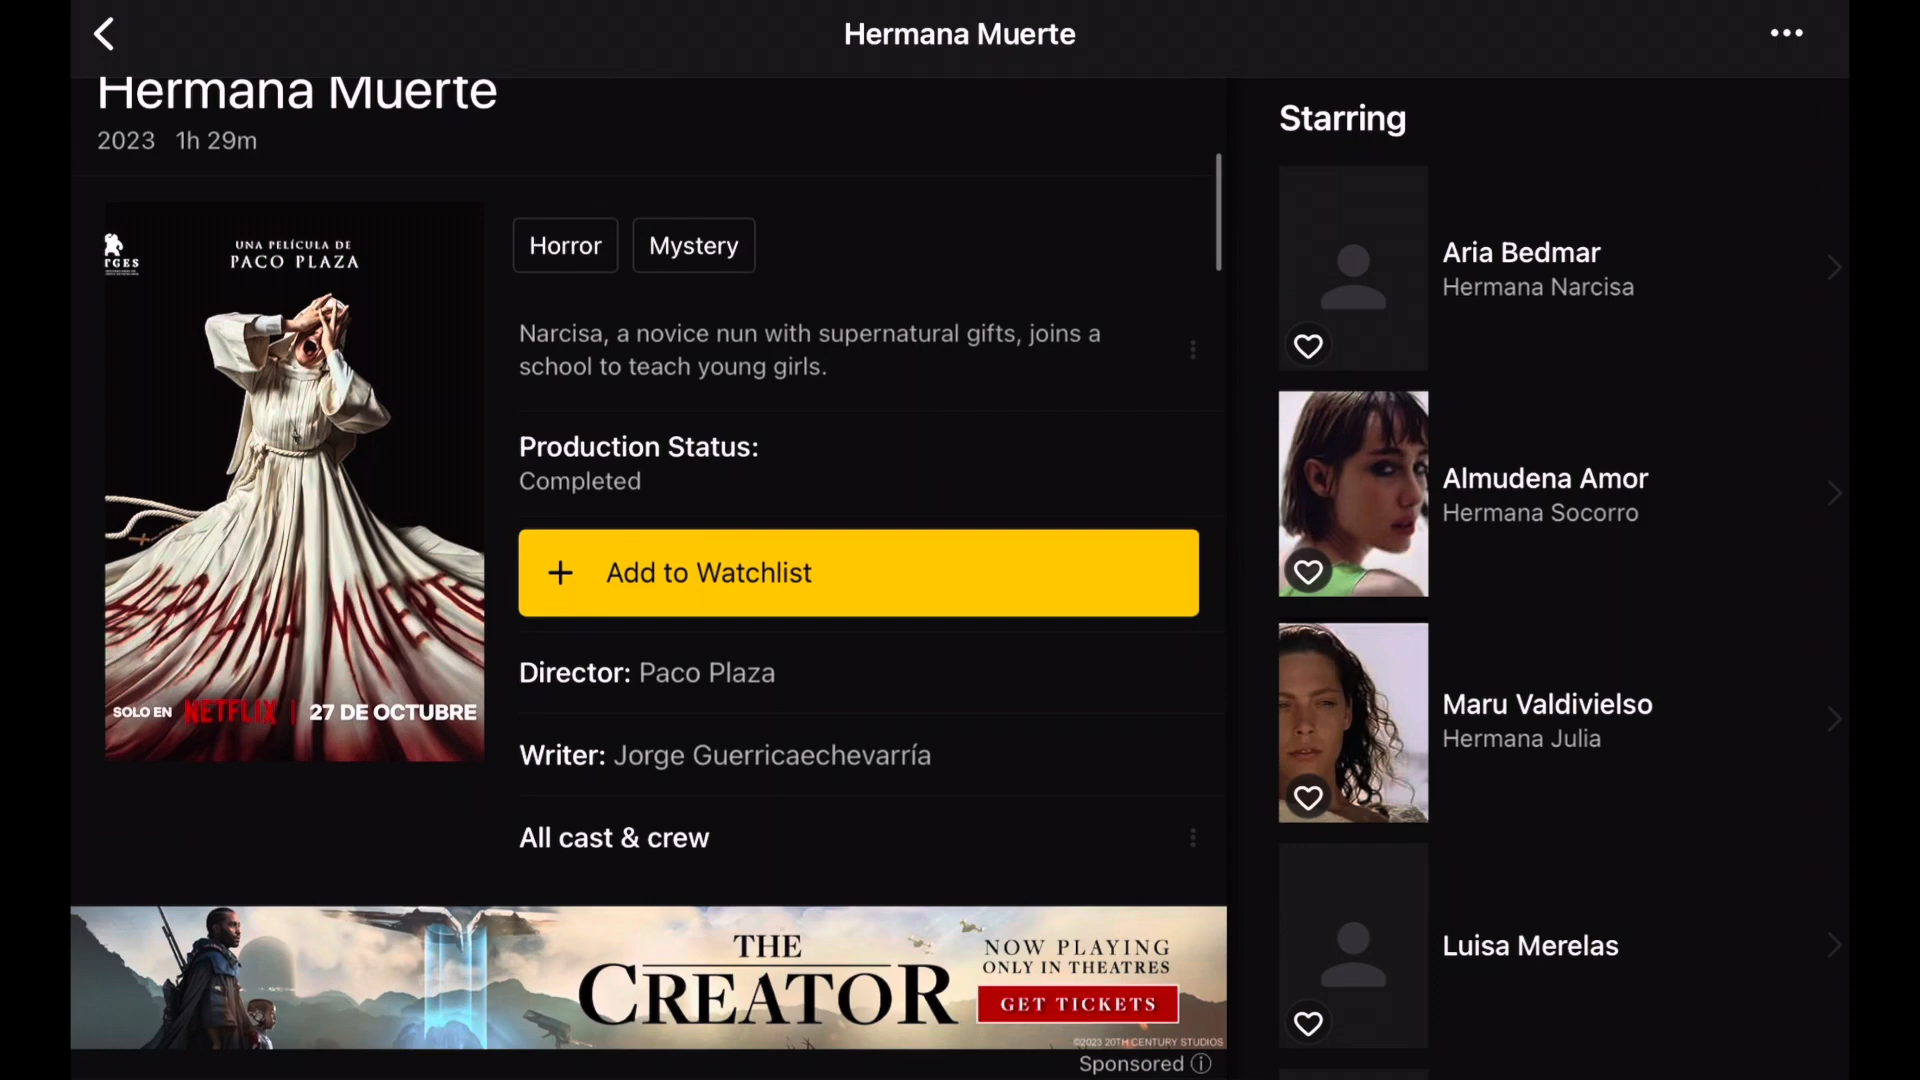 Hermana Muerte
Hermana Muerte
2023 1h 29m
UNA PELÍCULA DE
PACO PLAZA
HERMANA MUERTE
SOLO EN NETFLIX | 27 DE OCTUBRE
Horror
Mystery
Narcisa, a novice nun with supernatural gifts, joins a
school to teach young girls.
Production Status:
Completed
+ Add to Watchlist
Director: Paco Plaza
Writer: Jorge Guerricaechevarría
All cast & crew
THE
CREATOR
NOW PLAYING
ONLY IN THEATRES
GET TICKETS
©2023 20TH CENTURY STUDIOS
Sponsored
Starring
Aria Bedmar
Hermana Narcisa
Almudena Amor
Hermana Socorro
Maru Valdivielso
Hermana Julia
Luisa Merelas